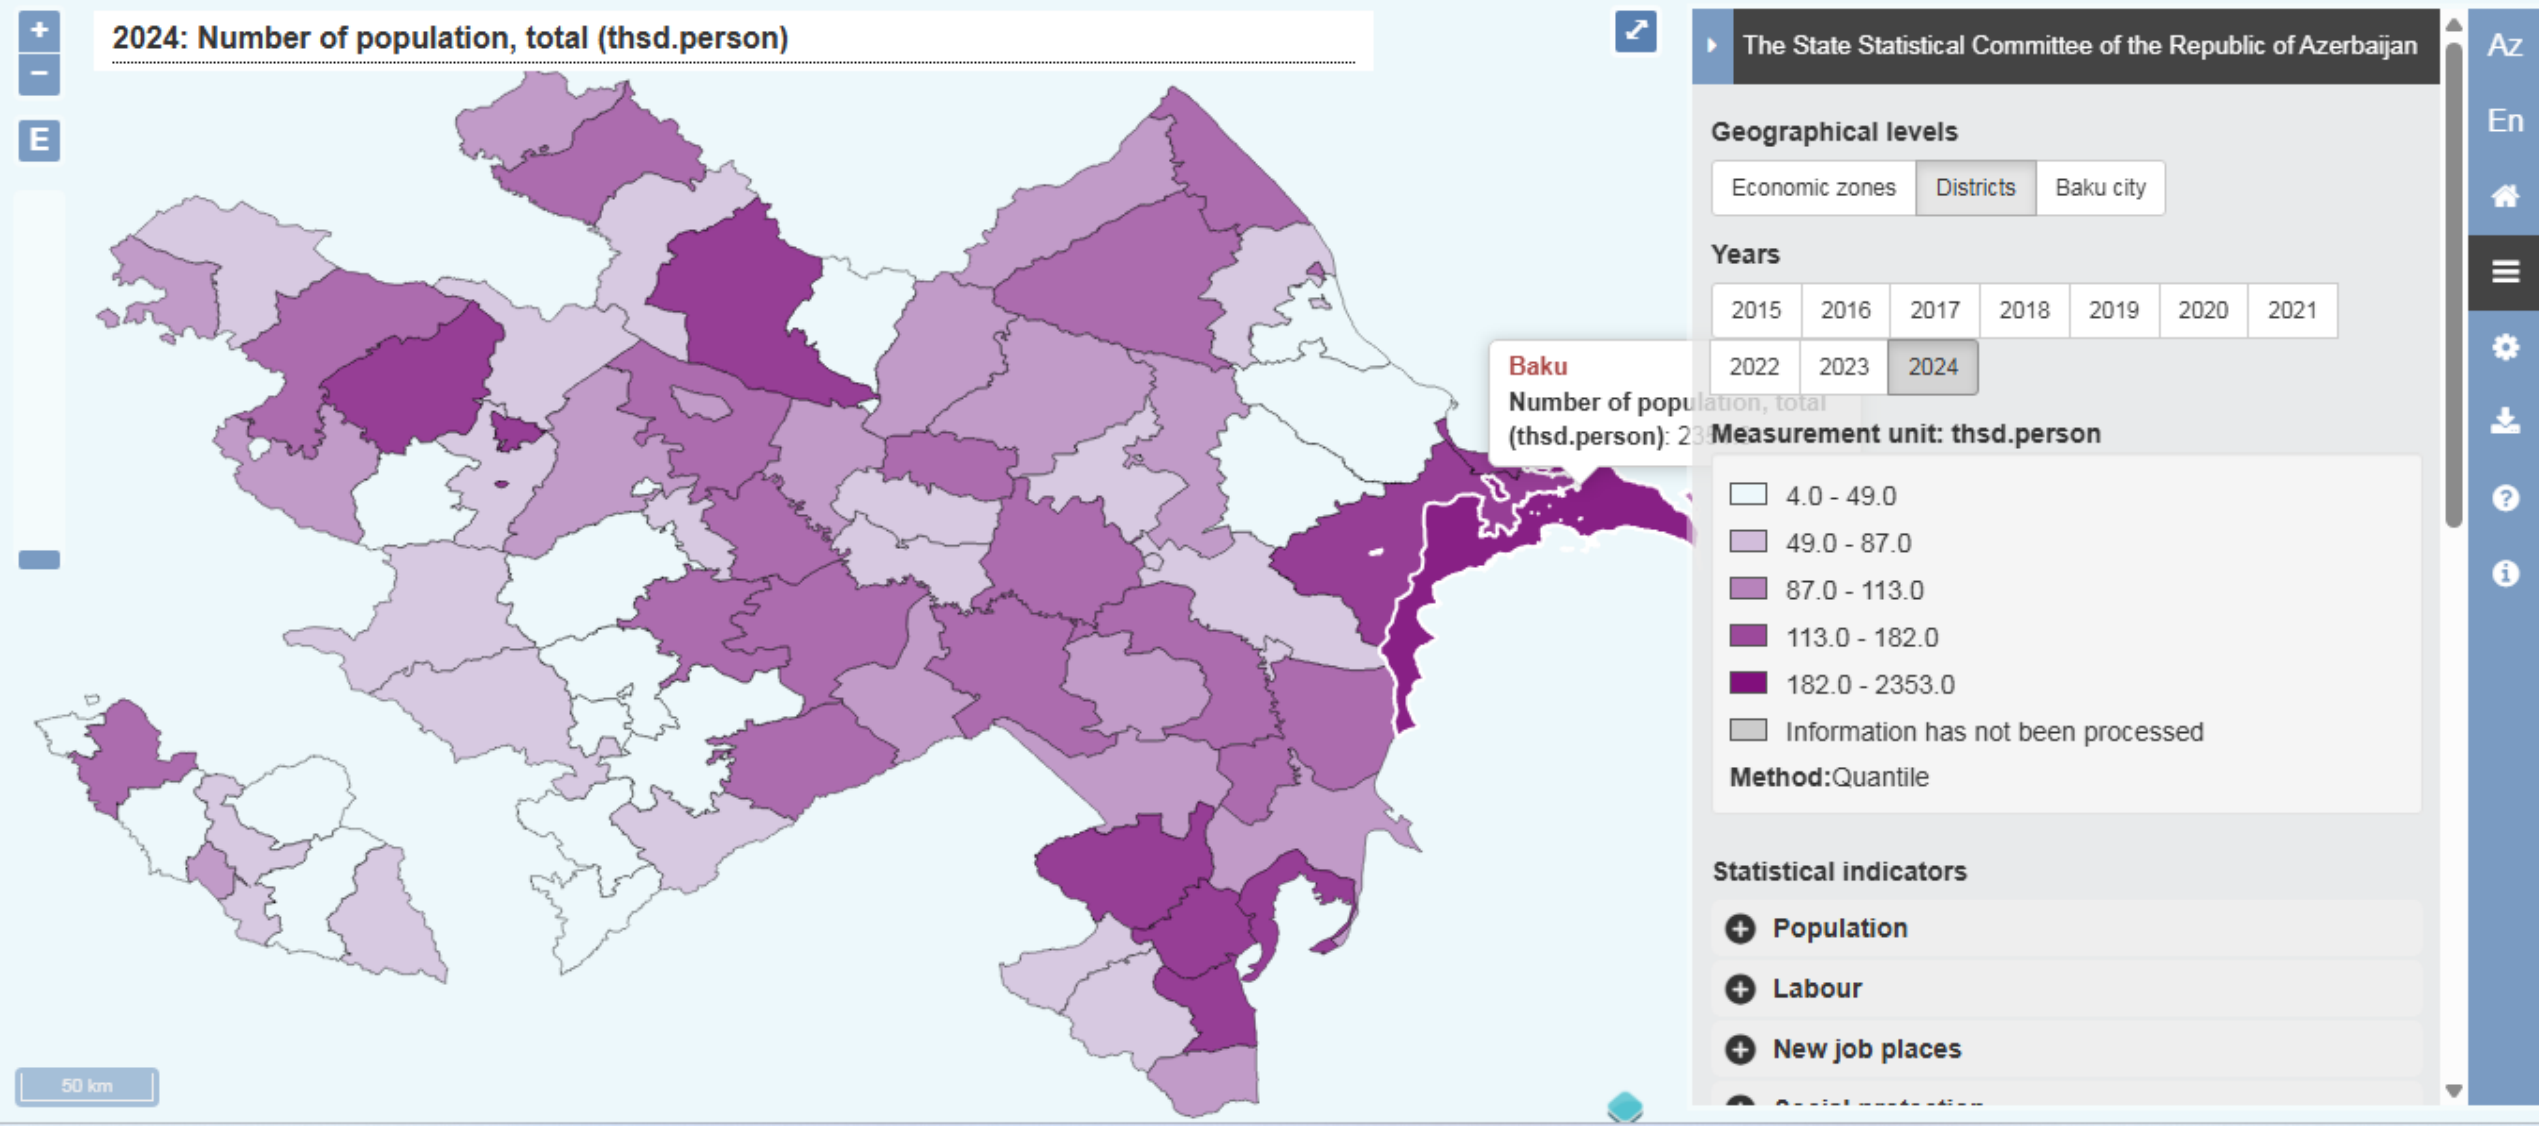 +
−
E
2024: Number of population, total (thsd.person)
Baku
Number of population, total
(thsd.person):
50 km
The State Statistical Committee of the Republic of Azerbaijan
Geographical levels
Economic zones Districts Baku city
Years
2015 2016 2017 2018 2019 2020 2021
2022 2023 2024
Measurement unit: thsd.person
4.0 - 49.0
49.0 - 87.0
87.0 - 113.0
113.0 - 182.0
182.0 - 2353.0
Information has not been processed
Method:Quantile
Statistical indicators
Population
Labour
New job places
Az
En